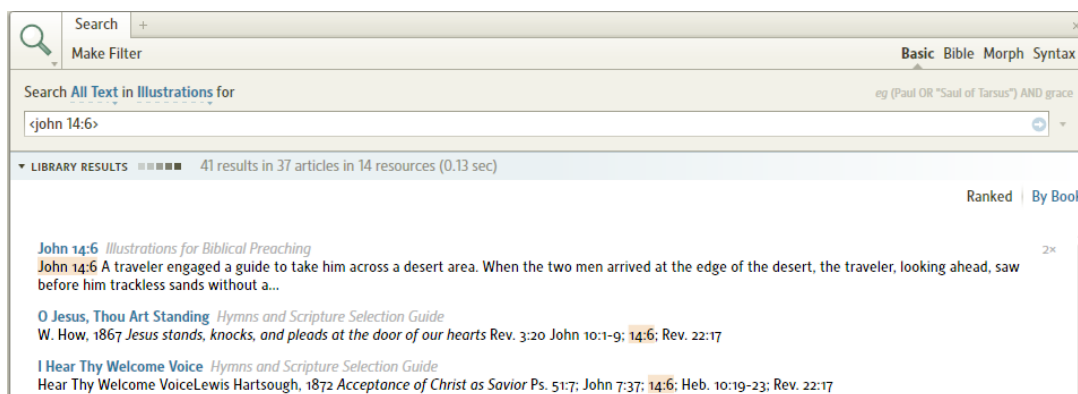 Search +
Make Filter
Basic Bible Morph Syntax
Search All Text in Illustrations for
eg (Paul OR "Saul of Tarsus") AND grace
<john 14:6>
LIBRARY RESULTS 41 results in 37 articles in 14 resources (0.13 sec)
Ranked By Book
John 14:6 Illustrations for Biblical Preaching 2×
John 14:6 A traveler engaged a guide to take him across a desert area. When the two men arrived at the edge of the desert, the traveler, looking ahead, saw
before him trackless sands without a...
O Jesus, Thou Art Standing Hymns and Scripture Selection Guide
W. How, 1867 Jesus stands, knocks, and pleads at the door of our hearts Rev. 3:20 John 10:1-9; 14:6; Rev. 22:17
I Hear Thy Welcome Voice Hymns and Scripture Selection Guide
Hear Thy Welcome VoiceLewis Hartsough, 1872 Acceptance of Christ as Savior Ps. 51:7; John 7:37; 14:6; Heb. 10:19-23; Rev. 22:17